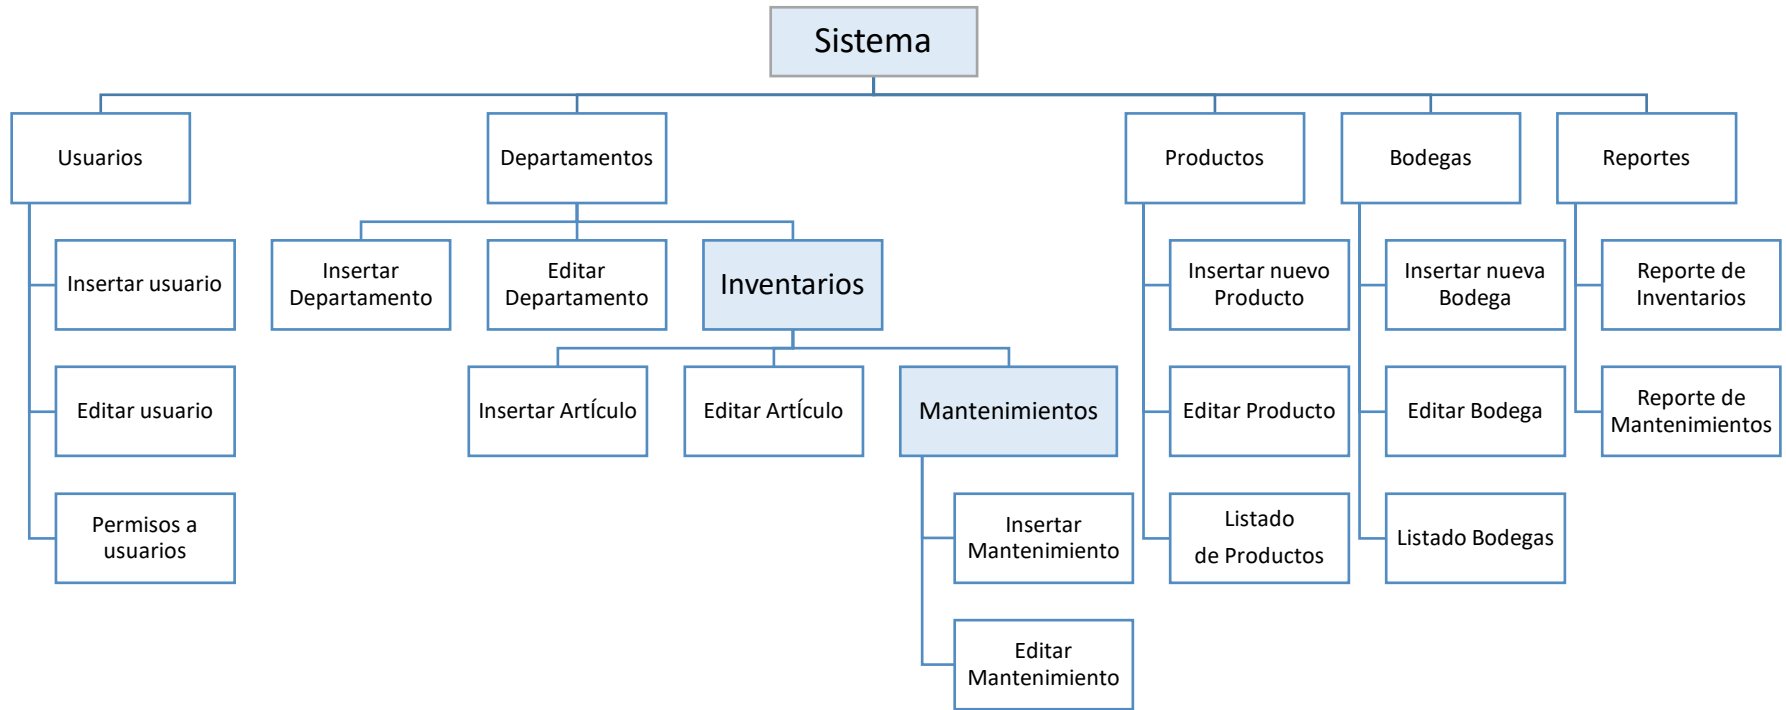 Sistema
Usuarios
Departamentos
Productos
Bodegas
Reportes
Insertar usuario
Insertar
Departamento
Editar
Departamento
Inventarios
Insertar nuevo
Producto
Insertar nueva
Bodega
Reporte de
Inventarios
Editar usuario
Insertar ArtÍculo
Editar ArtÍculo
Mantenimientos
Editar Producto
Editar Bodega
Reporte de
Mantenimientos
Permisos a
usuarios
Insertar
Mantenimiento
Listado
de Productos
Listado Bodegas
Editar
Mantenimiento